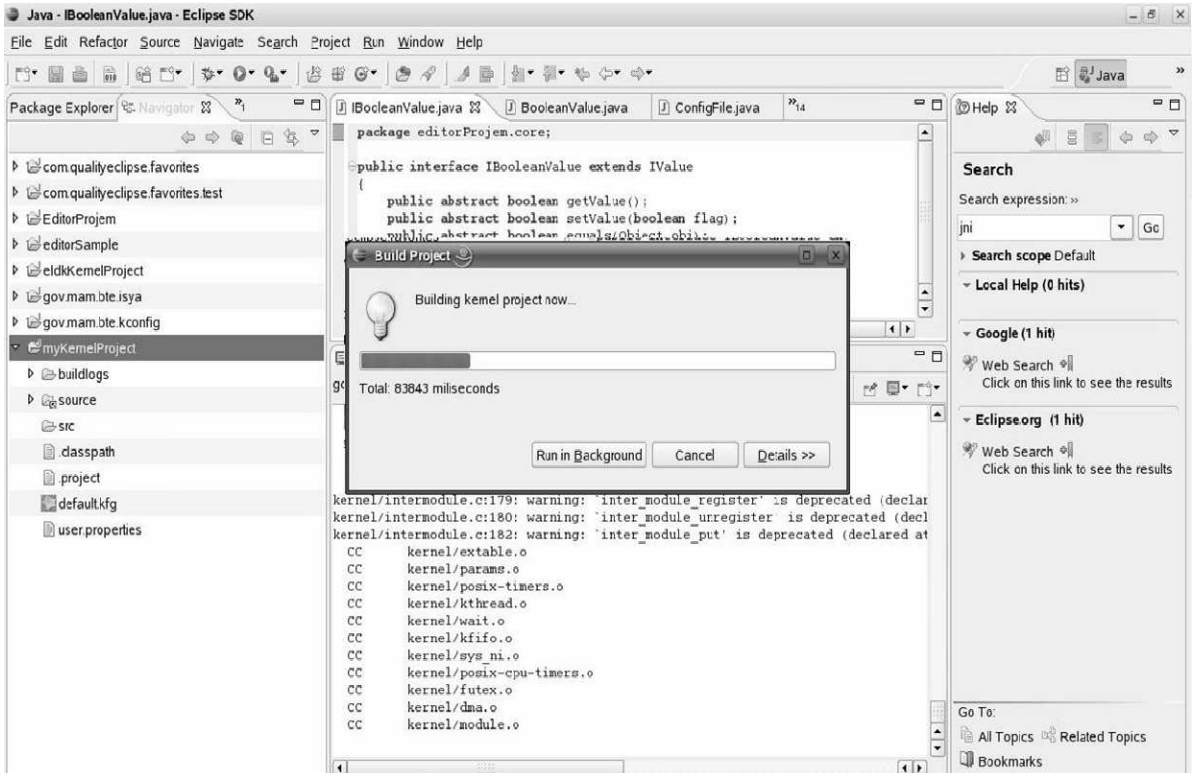 Java - IBooleanValue.java - Eclipse SDK
File Edit Refactor Source Navigate Search Project Run Window Help
Java
Package Explorer Navigator 1
com.qualityeclipse.favorites
com.qualityeclipse.favorites.test
EditorProjem
editorSample
eldkKernelProject
gov.mam.bte.isya
gov.mam.bte.kconfig
myKernelProject
buildlogs
source
src
.classpath
.project
default.kfg
user.properties
IBooleanValue.java BooleanValue.java ConfigFile.java 14
package editorProjem.core;
public interface IBooleanValue extends IValue
{
public abstract boolean getValue();
public abstract boolean setValue(boolean flag);
public abstract boolean equals(Object obj);
Build Project
Building kernel project now...
Total: 83843 miliseconds
Run in Background Cancel Details >>
kernel/intermodule.c:179: warning: `inter_module_register' is deprecated (declar
kernel/intermodule.c:180: warning: `inter_module_unregister' is deprecated (decl
kernel/intermodule.c:182: warning: `inter_module_put' is deprecated (declared at
CC kernel/extable.o
CC kernel/params.o
CC kernel/posix-timers.o
CC kernel/kthread.o
CC kernel/wait.o
CC kernel/kfifo.o
CC kernel/sys_ni.o
CC kernel/posix-cpu-timers.o
CC kernel/futex.o
CC kernel/dma.o
CC kernel/module.o
Help
Search
Search expression: »
jni Go
Search scope Default
Local Help (0 hits)
Google (1 hit)
Web Search
Click on this link to see the results
Eclipse.org (1 hit)
Web Search
Click on this link to see the results
Go To:
All Topics Related Topics
Bookmarks